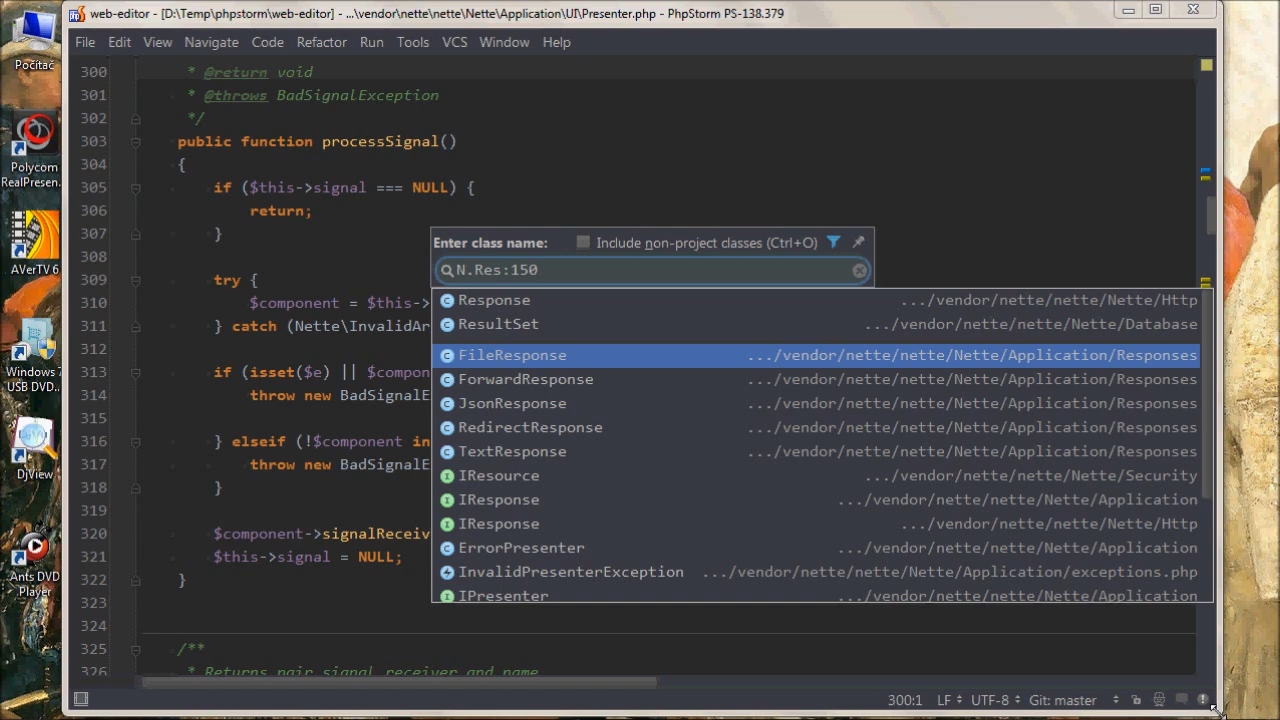 web-editor - [D:\Temp\phpstorm\web-editor] - ...\vendor\nette\nette\Nette\Application\UI\Presenter.php - PhpStorm PS-138.379
File Edit View Navigate Code Refactor Run Tools VCS Window Help
Počítač
Polycom
RealPresen...
AVerTV 6
Windows 7
USB DVD...
DjView
Ants DVD
Player
300 * @return void
301 * @throws BadSignalException
302 */
303 public function processSignal()
304 {
305 if ($this->signal === NULL) {
306 return;
307 }
308
309 try {
310 $component = $this->
311 } catch (Nette\InvalidAr
312
313 if (isset($e) || $compon
314 throw new BadSignalE
315
316 } elseif (!$component in
317 throw new BadSignalE
318 }
319
320 $component->signalReceiv
321 $this->signal = NULL;
322 }
323
324
325 /**
326 * Returns pair signal receiver and name
Enter class name: Include non-project classes (Ctrl+O)
N.Res:150
Response .../vendor/nette/nette/Nette/Http
ResultSet .../vendor/nette/nette/Nette/Database
FileResponse .../vendor/nette/nette/Nette/Application/Responses
ForwardResponse .../vendor/nette/nette/Nette/Application/Responses
JsonResponse .../vendor/nette/nette/Nette/Application/Responses
RedirectResponse .../vendor/nette/nette/Nette/Application/Responses
TextResponse .../vendor/nette/nette/Nette/Application/Responses
IResource .../vendor/nette/nette/Nette/Security
IResponse .../vendor/nette/nette/Nette/Application
IResponse .../vendor/nette/nette/Nette/Http
ErrorPresenter .../vendor/nette/nette/Nette/Application
InvalidPresenterException .../vendor/nette/nette/Nette/Application/exceptions.php
IPresenter .../vendor/nette/nette/Nette/Application
300:1 LF UTF-8 Git: master